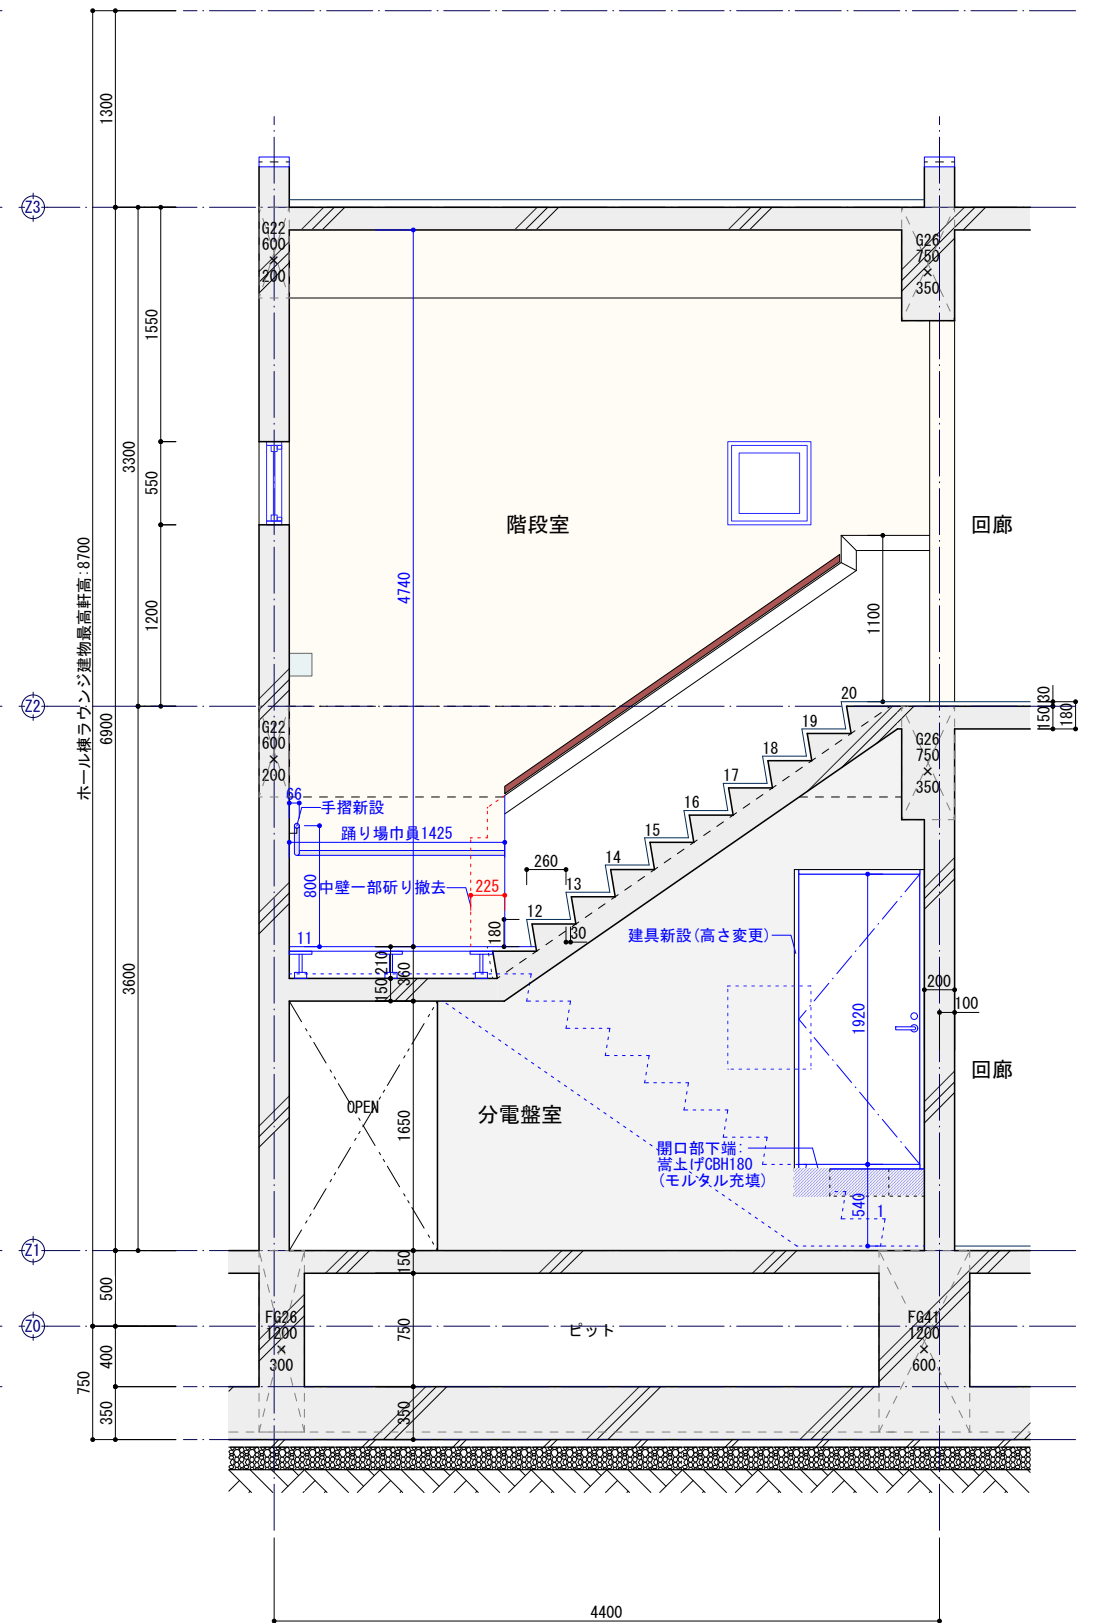 1300
Z3
G22
600
×
200
G26
750
×
350
1550
3300
550
階段室
回廊
ホール棟ラウンジ建物最高軒高:8700
4740
1200
1100
6900
Z2
20
30
150
180
19
G22
600
×
200
G26
750
×
350
18
17
66
手摺新設
16
踊り場巾員1425
15
260
14
800
中壁一部斫り撤去
225
13
12
180
30
11
建具新設(高さ変更)
210
360
150
3600
200
100
1920
回廊
OPEN
1650
分電盤室
開口部下端:
嵩上げCBH180
(モルタル充填)
540
1
Z1
150
500
Z0
FG26
1200
×
300
ピット
FG41
1200
×
600
750
400
750
350
350
4400